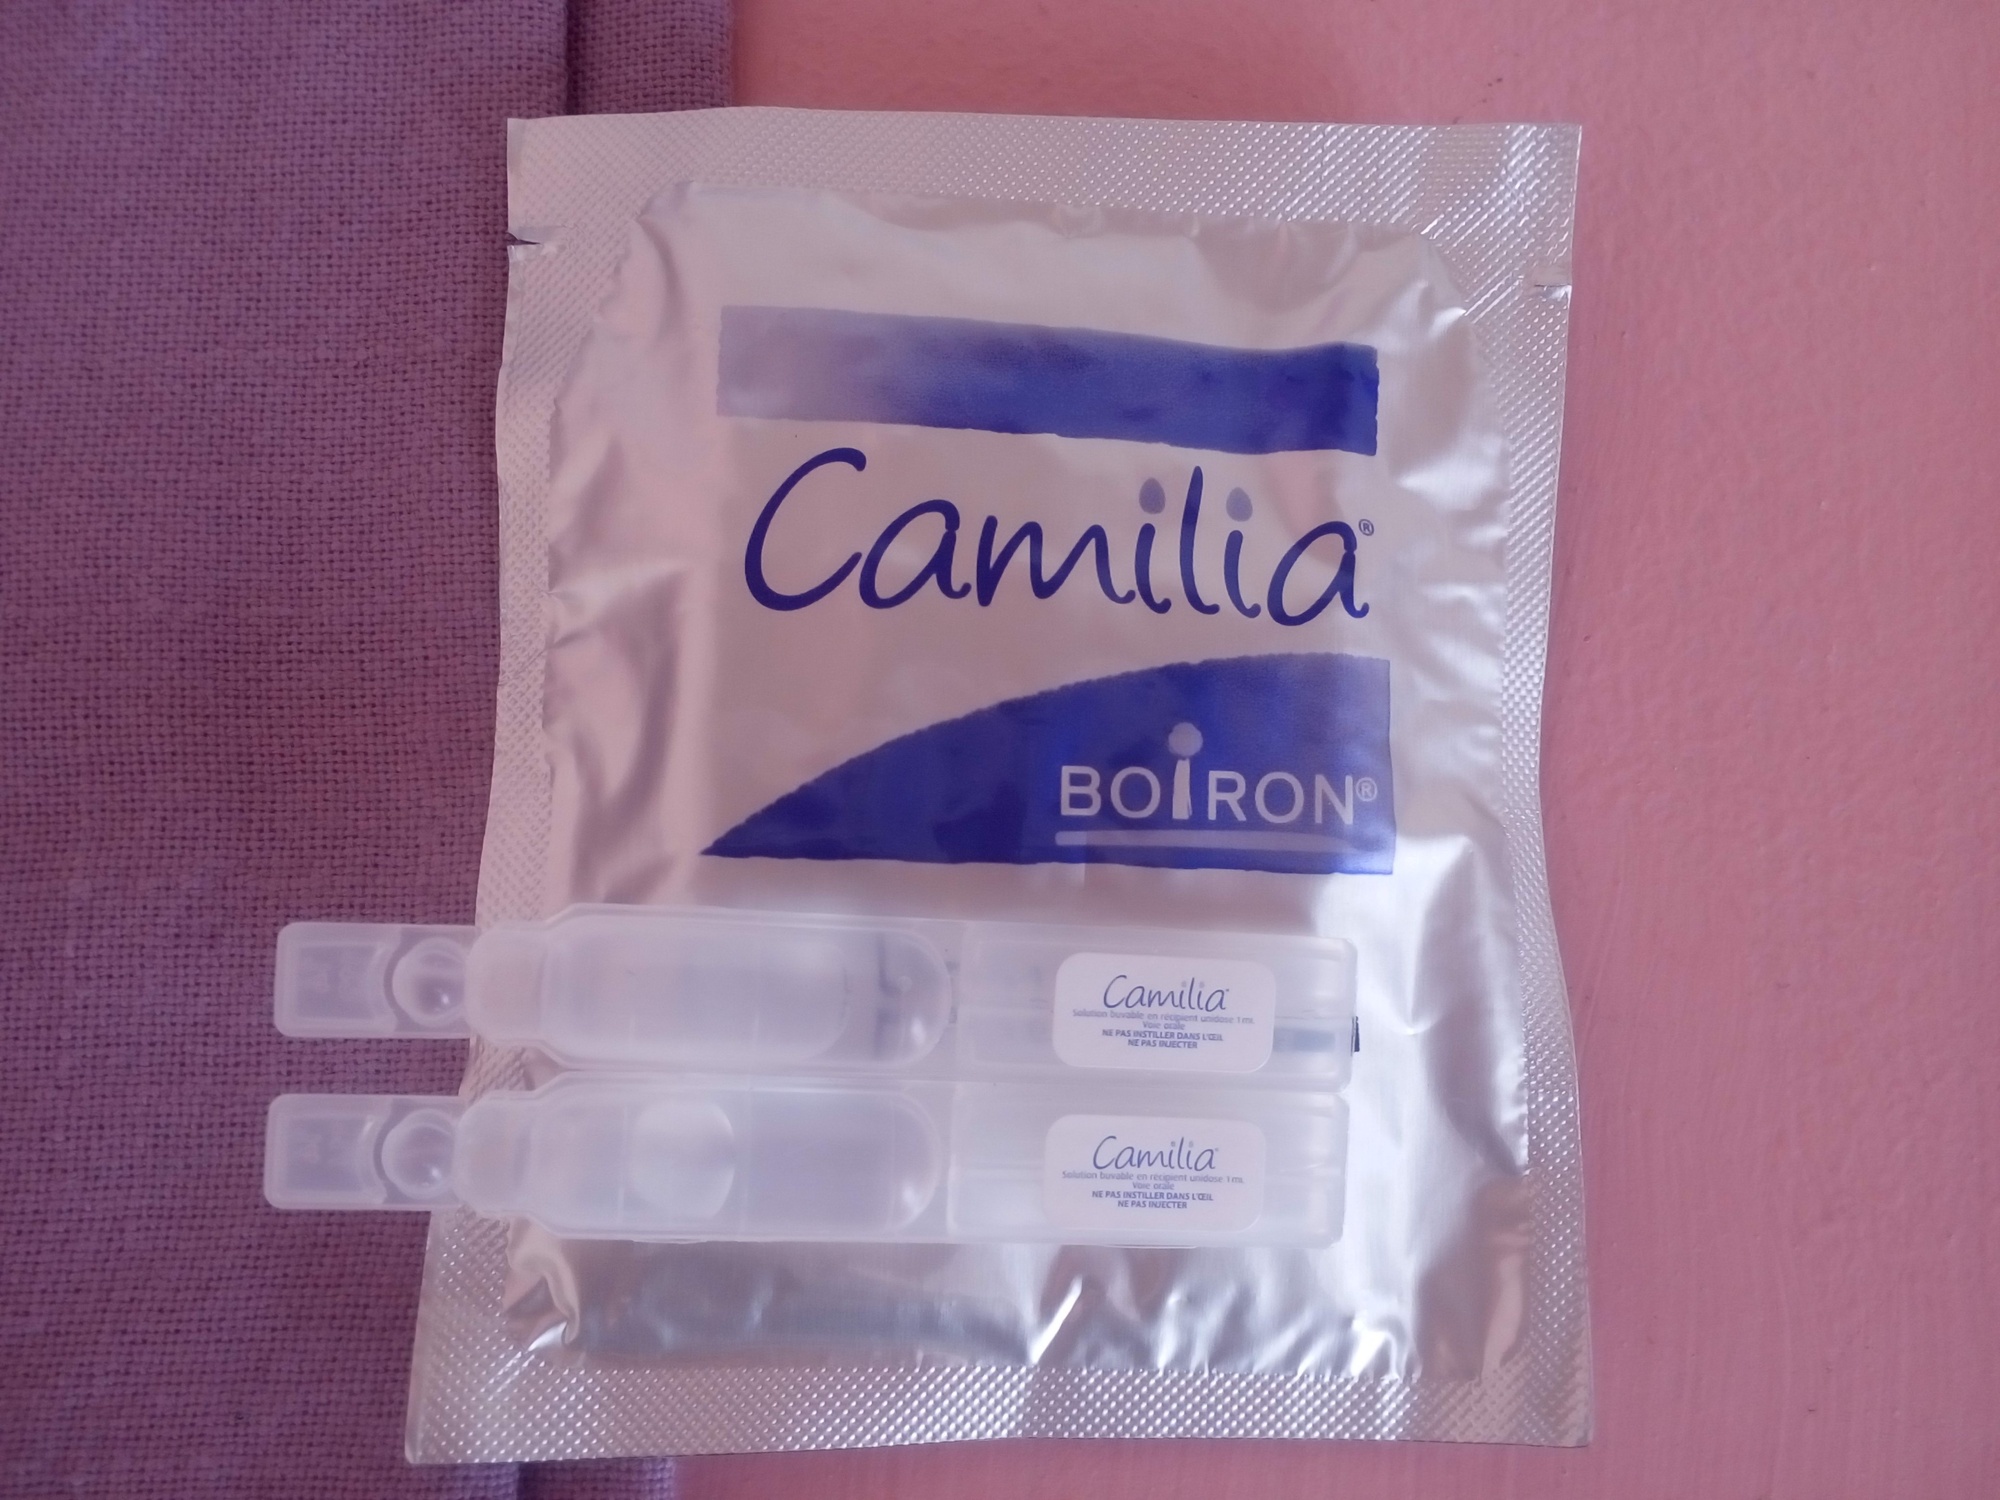 Camilia®
BOIRON®
Camilia
Solution buvable en récipient unidose 1 mL
Voie orale
NE PAS INSTILLER DANS L'ŒIL
NE PAS INJECTER
Camilia
Solution buvable en récipient unidose 1 mL
Voie orale
NE PAS INSTILLER DANS L'ŒIL
NE PAS INJECTER